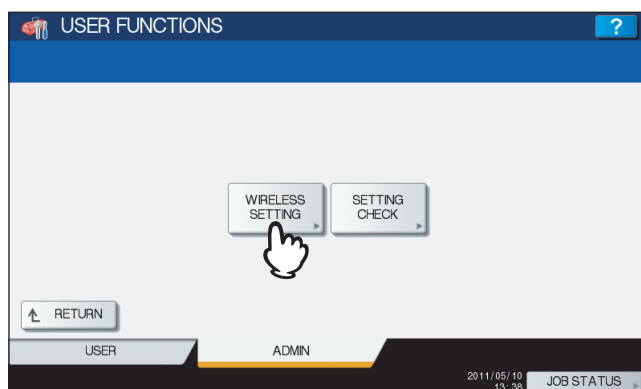 USER FUNCTIONS
?
WIRELESS
SETTING
SETTING
CHECK
RETURN
USER
ADMIN
2011/05/10
13:38
JOB STATUS